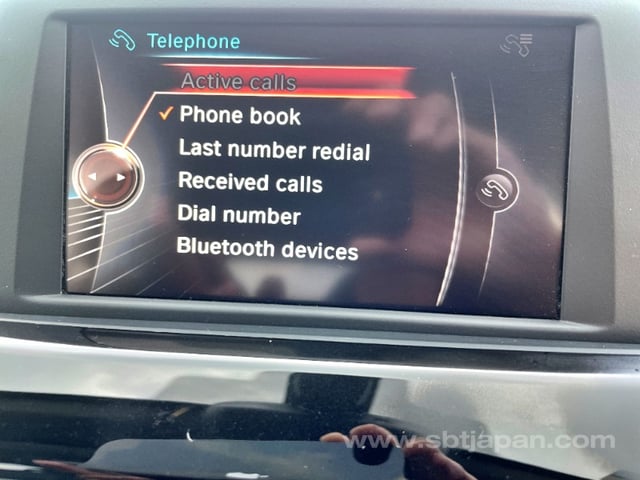 Telephone
Active calls
Phone book
Last number redial
Received calls
Dial number
Bluetooth devices
www.sbtjapan.com